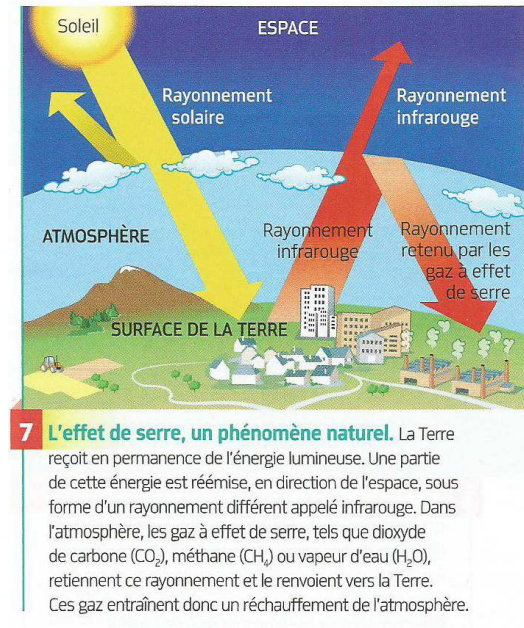 Soleil
ESPACE
Rayonnement
solaire
Rayonnement
infrarouge
ATMOSPHÈRE
Rayonnement
infrarouge
Rayonnement
retenu par les
gaz à effet
de serre
SURFACE DE LA TERRE
7 L'effet de serre, un phénomène naturel. La Terre
reçoit en permanence de l'énergie lumineuse. Une partie
de cette énergie est réémise, en direction de l'espace, sous
forme d'un rayonnement différent appelé infrarouge. Dans
l'atmosphère, les gaz à effet de serre, tels que dioxyde
de carbone (CO₂), méthane (CH₄) ou vapeur d'eau (H₂O),
retiennent ce rayonnement et le renvoient vers la Terre.
Ces gaz entraînent donc un réchauffement de l'atmosphère.